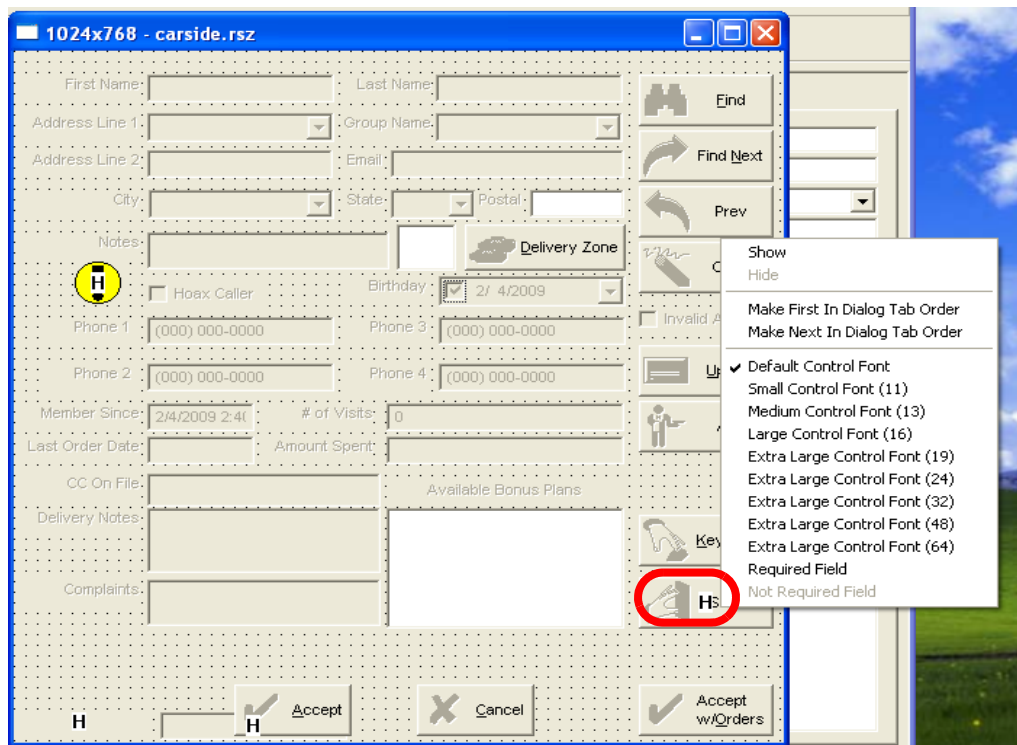 1024x768 - carside.rsz
First Name
Last Name
Find
Address Line 1
Group Name
Address Line 2
Email
Find Next
City
State
Postal
Prev
Notes
Delivery Zone
H
Hoax Caller
Birthday
2/ 4/2009
Invalid
Phone 1
(000) 000-0000
Phone 3
(000) 000-0000
Phone 2
(000) 000-0000
Phone 4
(000) 000-0000
Member Since
2/4/2009 2:4
# of Visits
0
Last Order Date
Amount Spent
CC On File
Available Bonus Plans
Delivery Notes
Key
Complaints
H
Accept
Cancel
Accept
w/Orders
H
H
Show
Hide
Make First In Dialog Tab Order
Make Next In Dialog Tab Order
Default Control Font
Small Control Font (11)
Medium Control Font (13)
Large Control Font (16)
Extra Large Control Font (19)
Extra Large Control Font (24)
Extra Large Control Font (32)
Extra Large Control Font (48)
Extra Large Control Font (64)
Required Field
Not Required Field